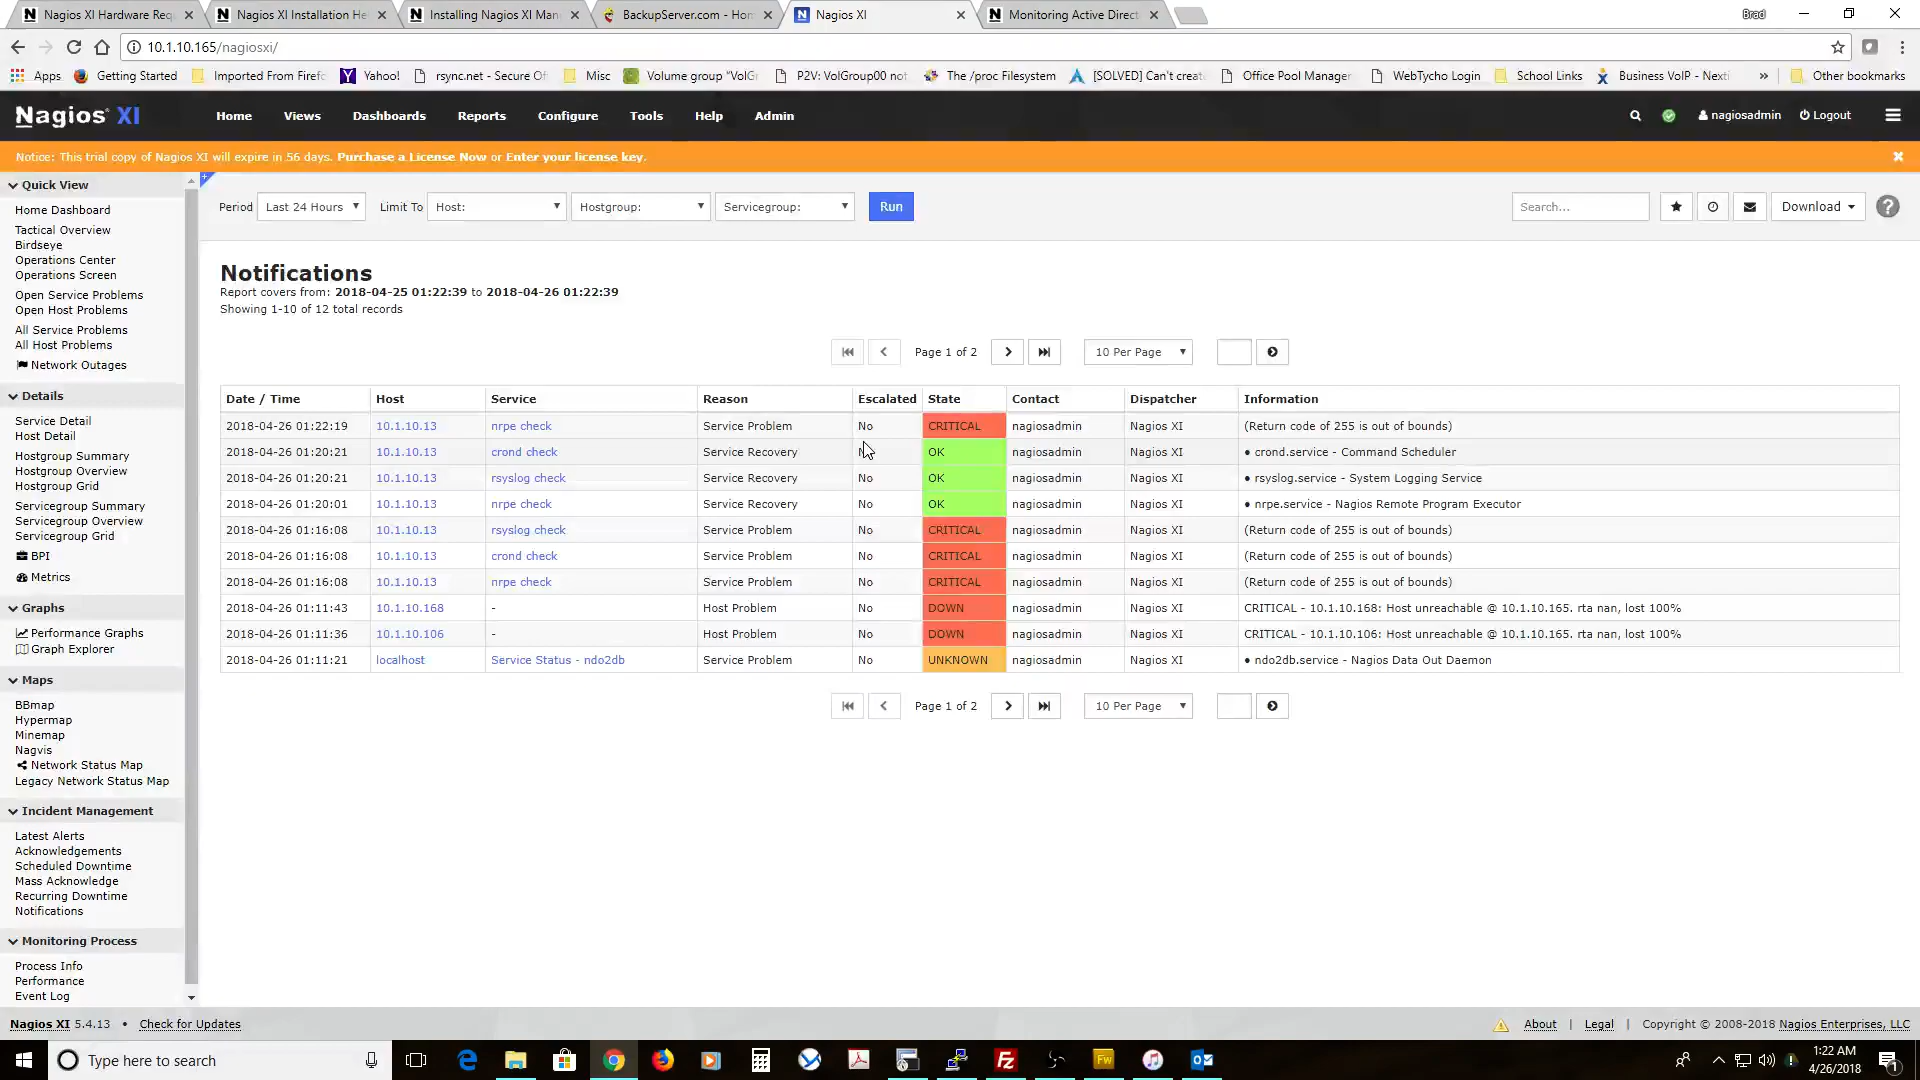 Nagios XI Hardware Req
Nagios XI Installation He
Installing Nagios XI Man
BackupServer.com - Hom
Nagios XI
Monitoring Active Direct
Brad
10.1.10.165/nagiosxi/
Apps
Getting Started
Imported From Firefo
Yahoo!
rsync.net - Secure Of
Misc
Volume group "VolGr
P2V: VolGroup00 not
The /proc Filesystem
[SOLVED] Can't creat
Office Pool Manager
WebTycho Login
School Links
Business VoIP - Nexti
»
Other bookmarks
Nagios® XI
Home
Views
Dashboards
Reports
Configure
Tools
Help
Admin
nagiosadmin
Logout
Notice: This trial copy of Nagios XI will expire in 56 days. Purchase a License Now or Enter your license key.
Quick View
Home Dashboard
Tactical Overview
Birdseye
Operations Center
Operations Screen
Open Service Problems
Open Host Problems
All Service Problems
All Host Problems
Network Outages
Details
Service Detail
Host Detail
Hostgroup Summary
Hostgroup Overview
Hostgroup Grid
Servicegroup Summary
Servicegroup Overview
Servicegroup Grid
BPI
Metrics
Graphs
Performance Graphs
Graph Explorer
Maps
BBmap
Hypermap
Minemap
Nagvis
Network Status Map
Legacy Network Status Map
Incident Management
Latest Alerts
Acknowledgements
Scheduled Downtime
Mass Acknowledge
Recurring Downtime
Notifications
Monitoring Process
Process Info
Performance
Event Log
Period Last 24 Hours Limit To Host: Hostgroup: Servicegroup: Run
Search...
Download
?
Notifications
Report covers from: 2018-04-25 01:22:39 to 2018-04-26 01:22:39
Showing 1-10 of 12 total records
Page 1 of 2 10 Per Page
Date / Time Host Service Reason Escalated State Contact Dispatcher Information
2018-04-26 01:22:19 10.1.10.13 nrpe check Service Problem No CRITICAL nagiosadmin Nagios XI (Return code of 255 is out of bounds)
2018-04-26 01:20:21 10.1.10.13 crond check Service Recovery No OK nagiosadmin Nagios XI • crond.service - Command Scheduler
2018-04-26 01:20:21 10.1.10.13 rsyslog check Service Recovery No OK nagiosadmin Nagios XI • rsyslog.service - System Logging Service
2018-04-26 01:20:01 10.1.10.13 nrpe check Service Recovery No OK nagiosadmin Nagios XI • nrpe.service - Nagios Remote Program Executor
2018-04-26 01:16:08 10.1.10.13 rsyslog check Service Problem No CRITICAL nagiosadmin Nagios XI (Return code of 255 is out of bounds)
2018-04-26 01:16:08 10.1.10.13 crond check Service Problem No CRITICAL nagiosadmin Nagios XI (Return code of 255 is out of bounds)
2018-04-26 01:16:08 10.1.10.13 nrpe check Service Problem No CRITICAL nagiosadmin Nagios XI (Return code of 255 is out of bounds)
2018-04-26 01:11:43 10.1.10.168 - Host Problem No DOWN nagiosadmin Nagios XI CRITICAL - 10.1.10.168: Host unreachable @ 10.1.10.165. rta nan, lost 100%
2018-04-26 01:11:36 10.1.10.106 - Host Problem No DOWN nagiosadmin Nagios XI CRITICAL - 10.1.10.106: Host unreachable @ 10.1.10.165. rta nan, lost 100%
2018-04-26 01:11:21 localhost Service Status - ndo2db Service Problem No UNKNOWN nagiosadmin Nagios XI • ndo2db.service - Nagios Data Out Daemon
Page 1 of 2 10 Per Page
Nagios XI 5.4.13 • Check for Updates
About | Legal | Copyright © 2008-2018 Nagios Enterprises, LLC
Type here to search
Fw
1:22 AM
4/26/2018
1